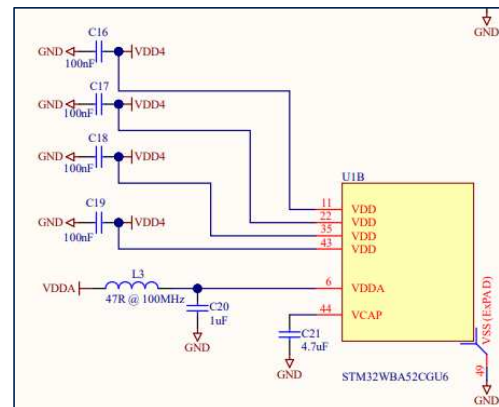 GND
C16
GND
VDD4
100nF
C17
GND
VDD4
100nF
C18
GND
VDD4
100nF
C19
GND
VDD4
100nF
U1B
11
VDD
22
VDD
35
VDD
43
VDD
L3
VDDA
6
VDDA
47R @ 100MHz
C20
1uF
44
VCAP
GND
C21
4.7uF
GND
VSS (ExPAD)
49
STM32WBA52CGU6
GND